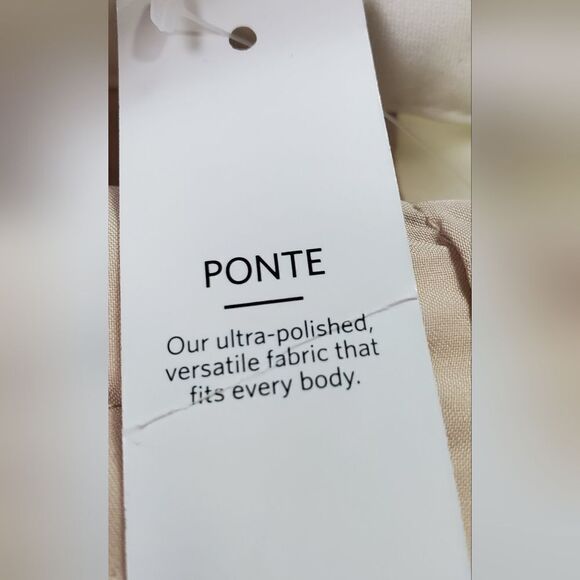 PONTE
Our ultra-polished,
versatile fabric that
fits every body.